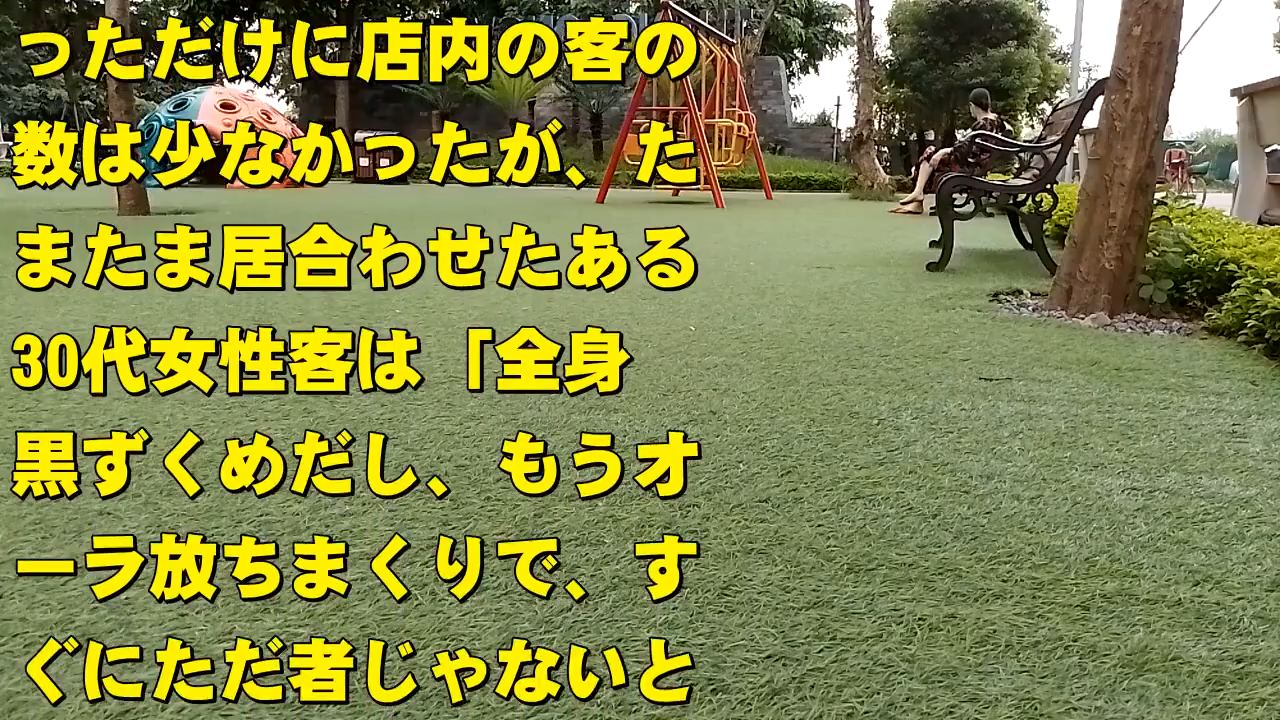 っただけに店内の客の
数は少なかったが、た
またま居合わせたある
30代女性客は「全身
黒ずくめだし、もうオ
ーラ放ちまくりで、す
ぐにただ者じゃないと